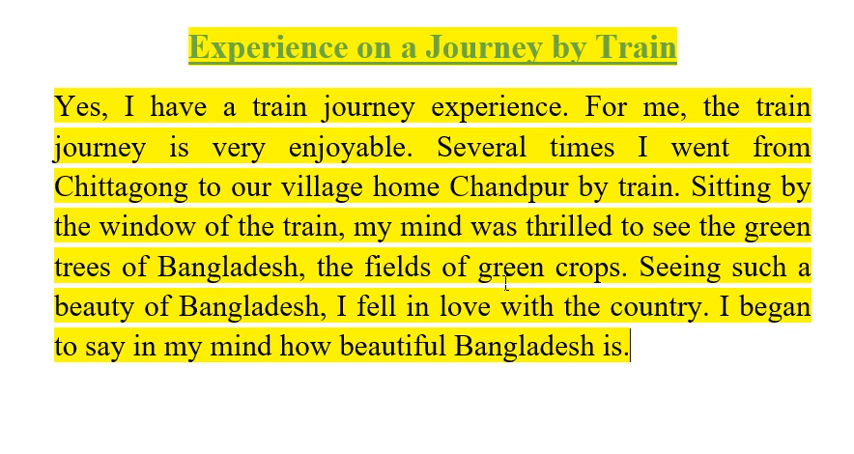 Experience on a Journey by Train
Yes, I have a train journey experience. For me, the train
journey is very enjoyable. Several times I went from
Chittagong to our village home Chandpur by train. Sitting by
the window of the train, my mind was thrilled to see the green
trees of Bangladesh, the fields of green crops. Seeing such a
beauty of Bangladesh, I fell in love with the country. I began
to say in my mind how beautiful Bangladesh is.